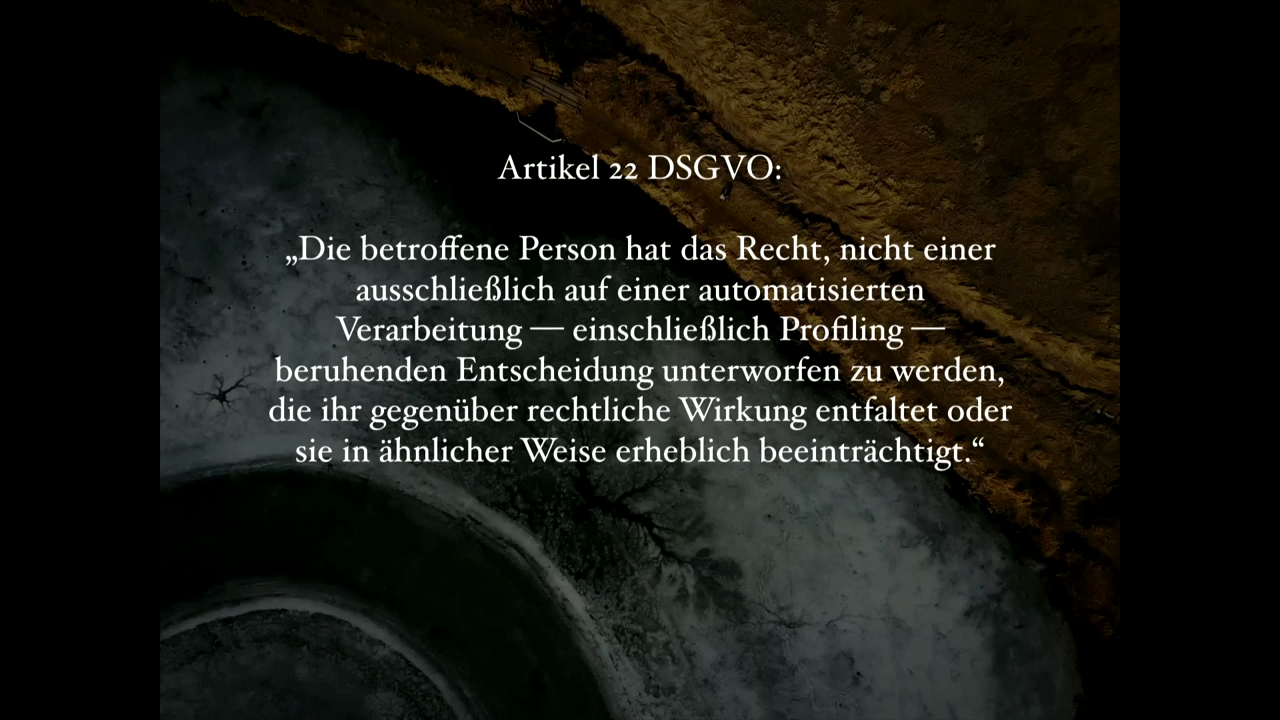 Artikel 22 DSGVO:
„Die betroffene Person hat das Recht, nicht einer
ausschließlich auf einer automatisierten
Verarbeitung — einschließlich Profiling —
beruhenden Entscheidung unterworfen zu werden,
die ihr gegenüber rechtliche Wirkung entfaltet oder
sie in ähnlicher Weise erheblich beeinträchtigt.“